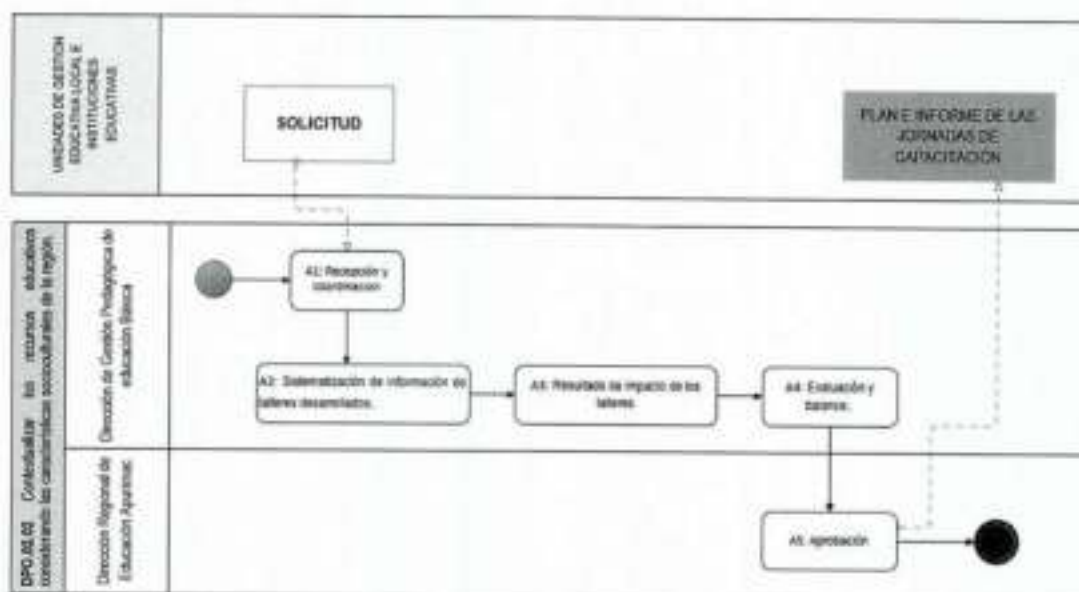 UNIDADES DE GESTION
EDUCATIVA LOCAL E
INSTITUCIONES
EDUCATIVAS
SOLICITUD
PLAN E INFORME DE LAS
JORNADAS DE
CAPACITACIÓN
DPO.02.02 Contextualizar los recursos educativos
considerando las características socioculturales de la región.
Dirección de Gestión Pedagógica de
educación Básica
A1: Recepción y
coordinación
A2: Sistematización de información de
talleres desarrollados.
A3: Resultado de impacto de los
talleres.
A4: Evaluación y
balance.
Dirección Regional de
Educación Apurímac
A5: Aprobación